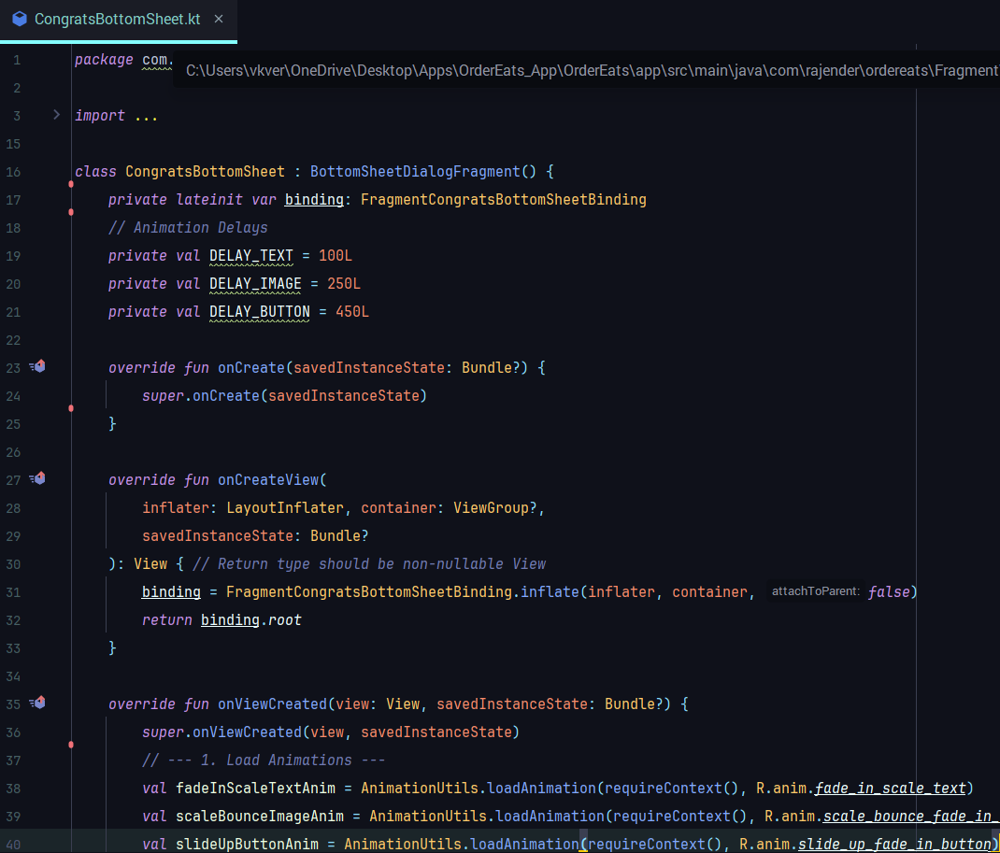 CongratsBottomSheet.kt
1 package com.
C:\Users\vkver\OneDrive\Desktop\Apps\OrderEats_App\OrderEats\app\src\main\java\com\rajender\ordereats\Fragment
2
3 import ...
15
16 class CongratsBottomSheet : BottomSheetDialogFragment() {
17 private lateinit var binding: FragmentCongratsBottomSheetBinding
18 // Animation Delays
19 private val DELAY_TEXT = 100L
20 private val DELAY_IMAGE = 250L
21 private val DELAY_BUTTON = 450L
22
23 override fun onCreate(savedInstanceState: Bundle?) {
24 super.onCreate(savedInstanceState)
25 }
26
27 override fun onCreateView(
28 inflater: LayoutInflater, container: ViewGroup?,
29 savedInstanceState: Bundle?
30 ): View { // Return type should be non-nullable View
31 binding = FragmentCongratsBottomSheetBinding.inflate(inflater, container, attachToParent: false)
32 return binding.root
33 }
34
35 override fun onViewCreated(view: View, savedInstanceState: Bundle?) {
36 super.onViewCreated(view, savedInstanceState)
37 // --- 1. Load Animations ---
38 val fadeInScaleTextAnim = AnimationUtils.loadAnimation(requireContext(), R.anim.fade_in_scale_text)
39 val scaleBounceImageAnim = AnimationUtils.loadAnimation(requireContext(), R.anim.scale_bounce_fade_in_
40 val slideUpButtonAnim = AnimationUtils.loadAnimation(requireContext(), R.anim.slide_up_fade_in_button)